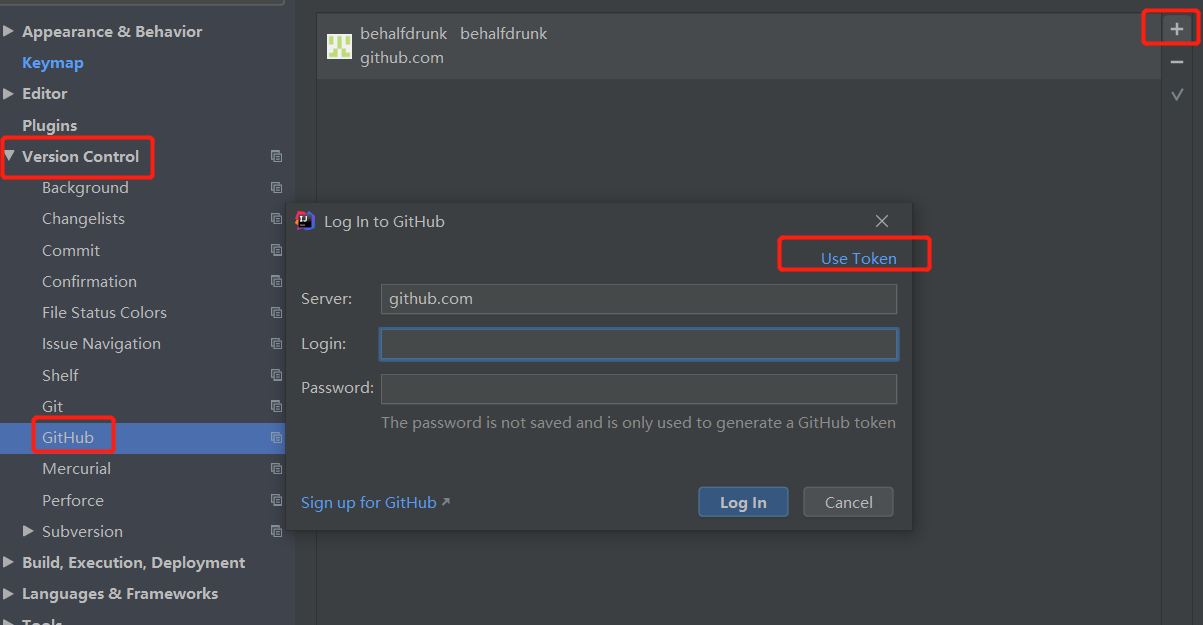 Appearance & Behavior
Keymap
Editor
Plugins
Version Control
Background
Changelists
Commit
Confirmation
File Status Colors
Issue Navigation
Shelf
Git
GitHub
Mercurial
Perforce
Subversion
Build, Execution, Deployment
Languages & Frameworks
Tools
behalfdrunk behalfdrunk
github.com
IJ Log In to GitHub
Use Token
Server: github.com
Login:
Password:
The password is not saved and is only used to generate a GitHub token
Sign up for GitHub
Log In Cancel